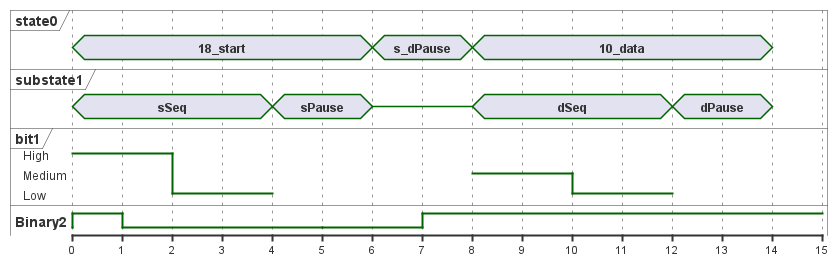 state0
18_start s_dPause 10_data
substate1
sSeq sPause dSeq dPause
bit1
High
Medium
Low
Binary2
0 1 2 3 4 5 6 7 8 9 10 11 12 13 14 15